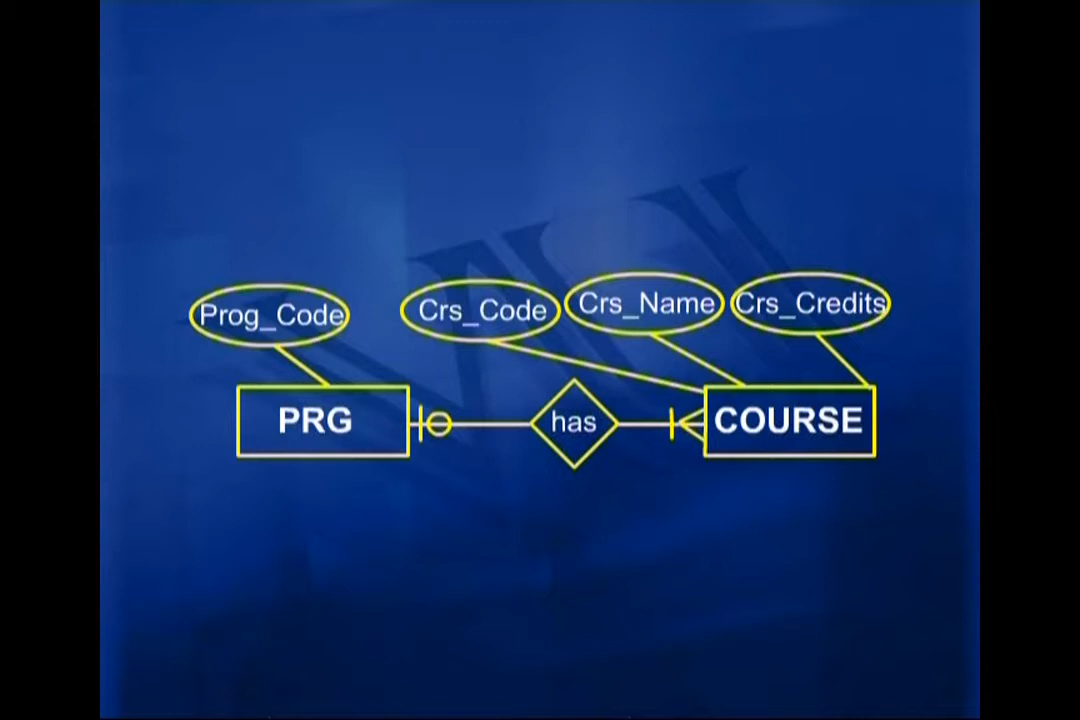 Prog_Code
Crs_Code
Crs_Name
Crs_Credits
PRG
has
COURSE